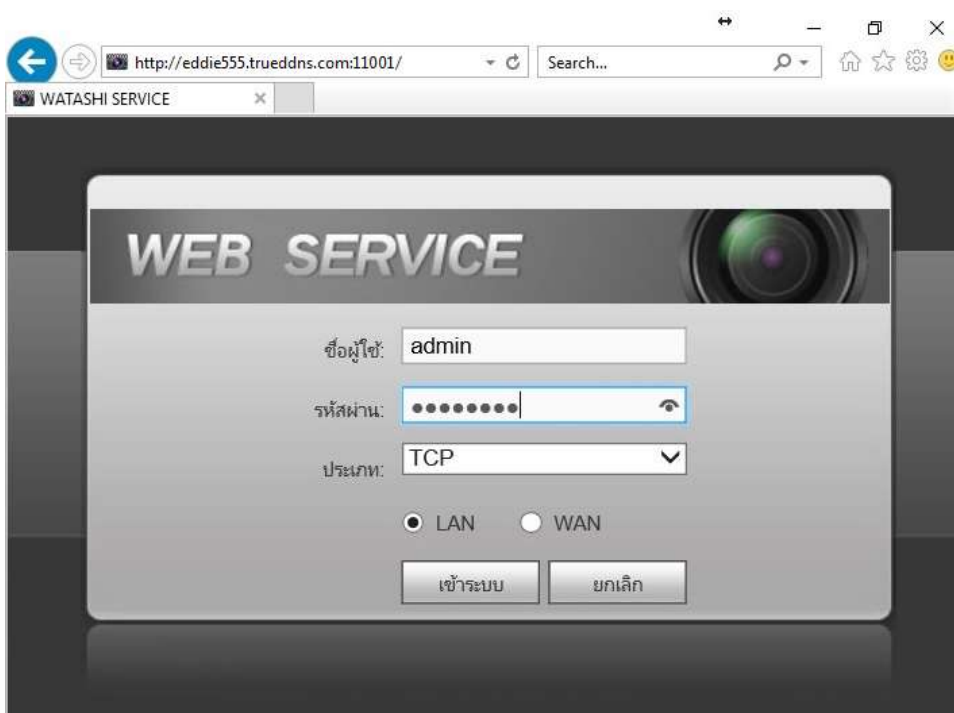 http://eddie555.trueddns.com:11001/
Search...
WATASHI SERVICE
WEB SERVICE
ชื่อผู้ใช้: admin
รหัสผ่าน: ●●●●●●●●
ประเภท: TCP
LAN WAN
เข้าระบบ ยกเลิก